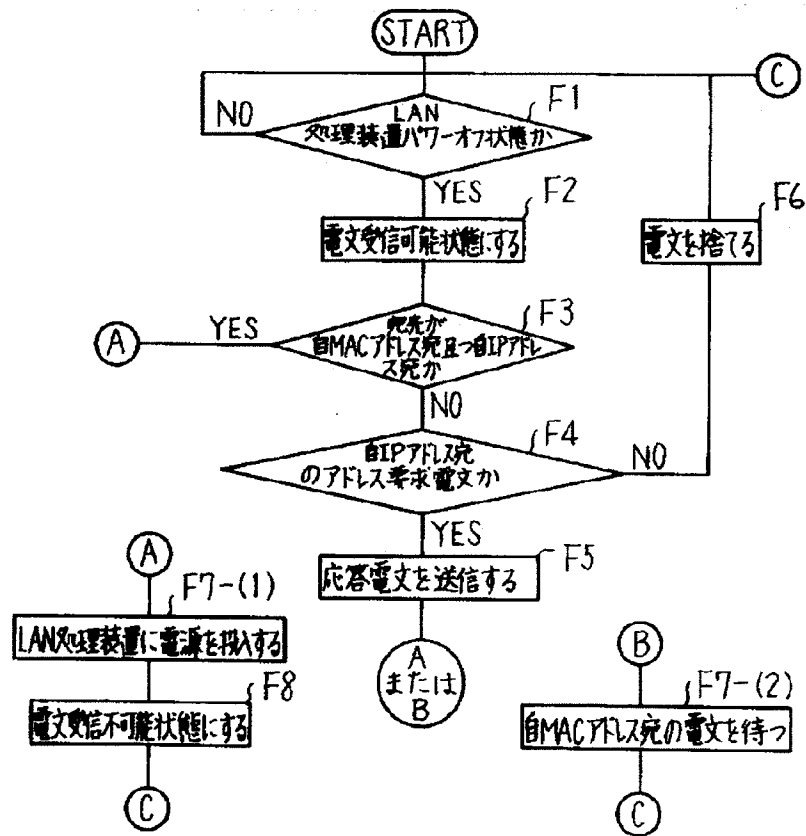 START
C
F1
NO
LAN
処理装置パワーオフ状態か
YES
F2
F6
電文受信可能状態にする
電文を捨てる
F3
YES
宛先が
A
自MACアドレス宛且つ自IPアドレ
ス宛か
NO
F4
自IPアドレス宛
NO
のアドレス要求電文か
YES
A
F5
F7-(1)
応答電文を送信する
LAN処理装置に電源を投入する
A
または
B
B
F8
F7-(2)
電文受信不可能状態にする
自MACアドレス宛の電文を待つ
C
C